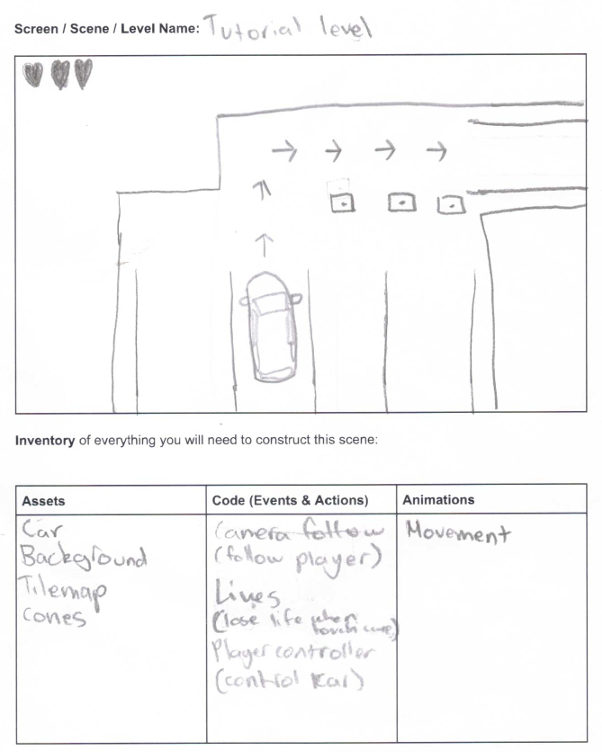 Screen / Scene / Level Name: Tutorial level
Inventory of everything you will need to construct this scene:
Assets
Code (Events & Actions)
Animations
Car
Background
Tilemap
Cones
Camera follow
(follow player)
Lives
(lose life when
touch cone)
Player controller
(control car)
Movement